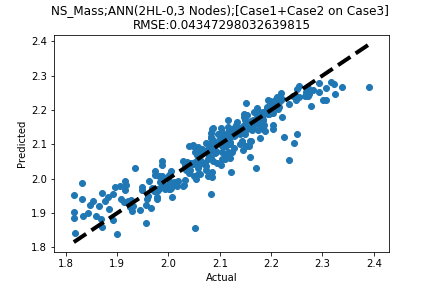 NS_Mass;ANN(2HL-0,3 Nodes);[Case1+Case2 on Case3]
RMSE:0.04347298032639815
2.4
2.3
2.2
2.1
2.0
1.9
1.8
Predicted
1.8 1.9 2.0 2.1 2.2 2.3 2.4
Actual